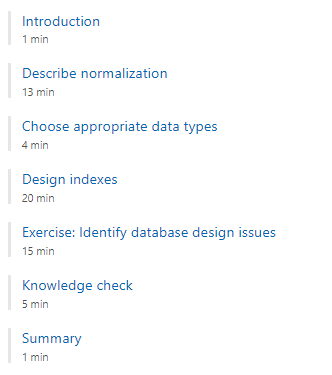 Introduction
1 min
Describe normalization
13 min
Choose appropriate data types
4 min
Design indexes
20 min
Exercise: Identify database design issues
15 min
Knowledge check
5 min
Summary
1 min